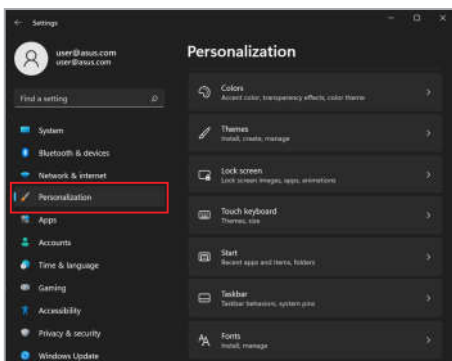 Settings
user@asus.com
user@asus.com
Find a setting
System
Bluetooth & devices
Network & internet
Personalization
Apps
Accounts
Time & language
Gaming
Accessibility
Privacy & security
Windows Update
Personalization
Colors
Accent color, transparency effects, color theme
Themes
Install, create, manage
Lock screen
Lock screen images, apps, animations
Touch keyboard
Themes, size
Start
Recent apps and items, folders
Taskbar
Taskbar behaviors, system pins
Fonts
Install, manage